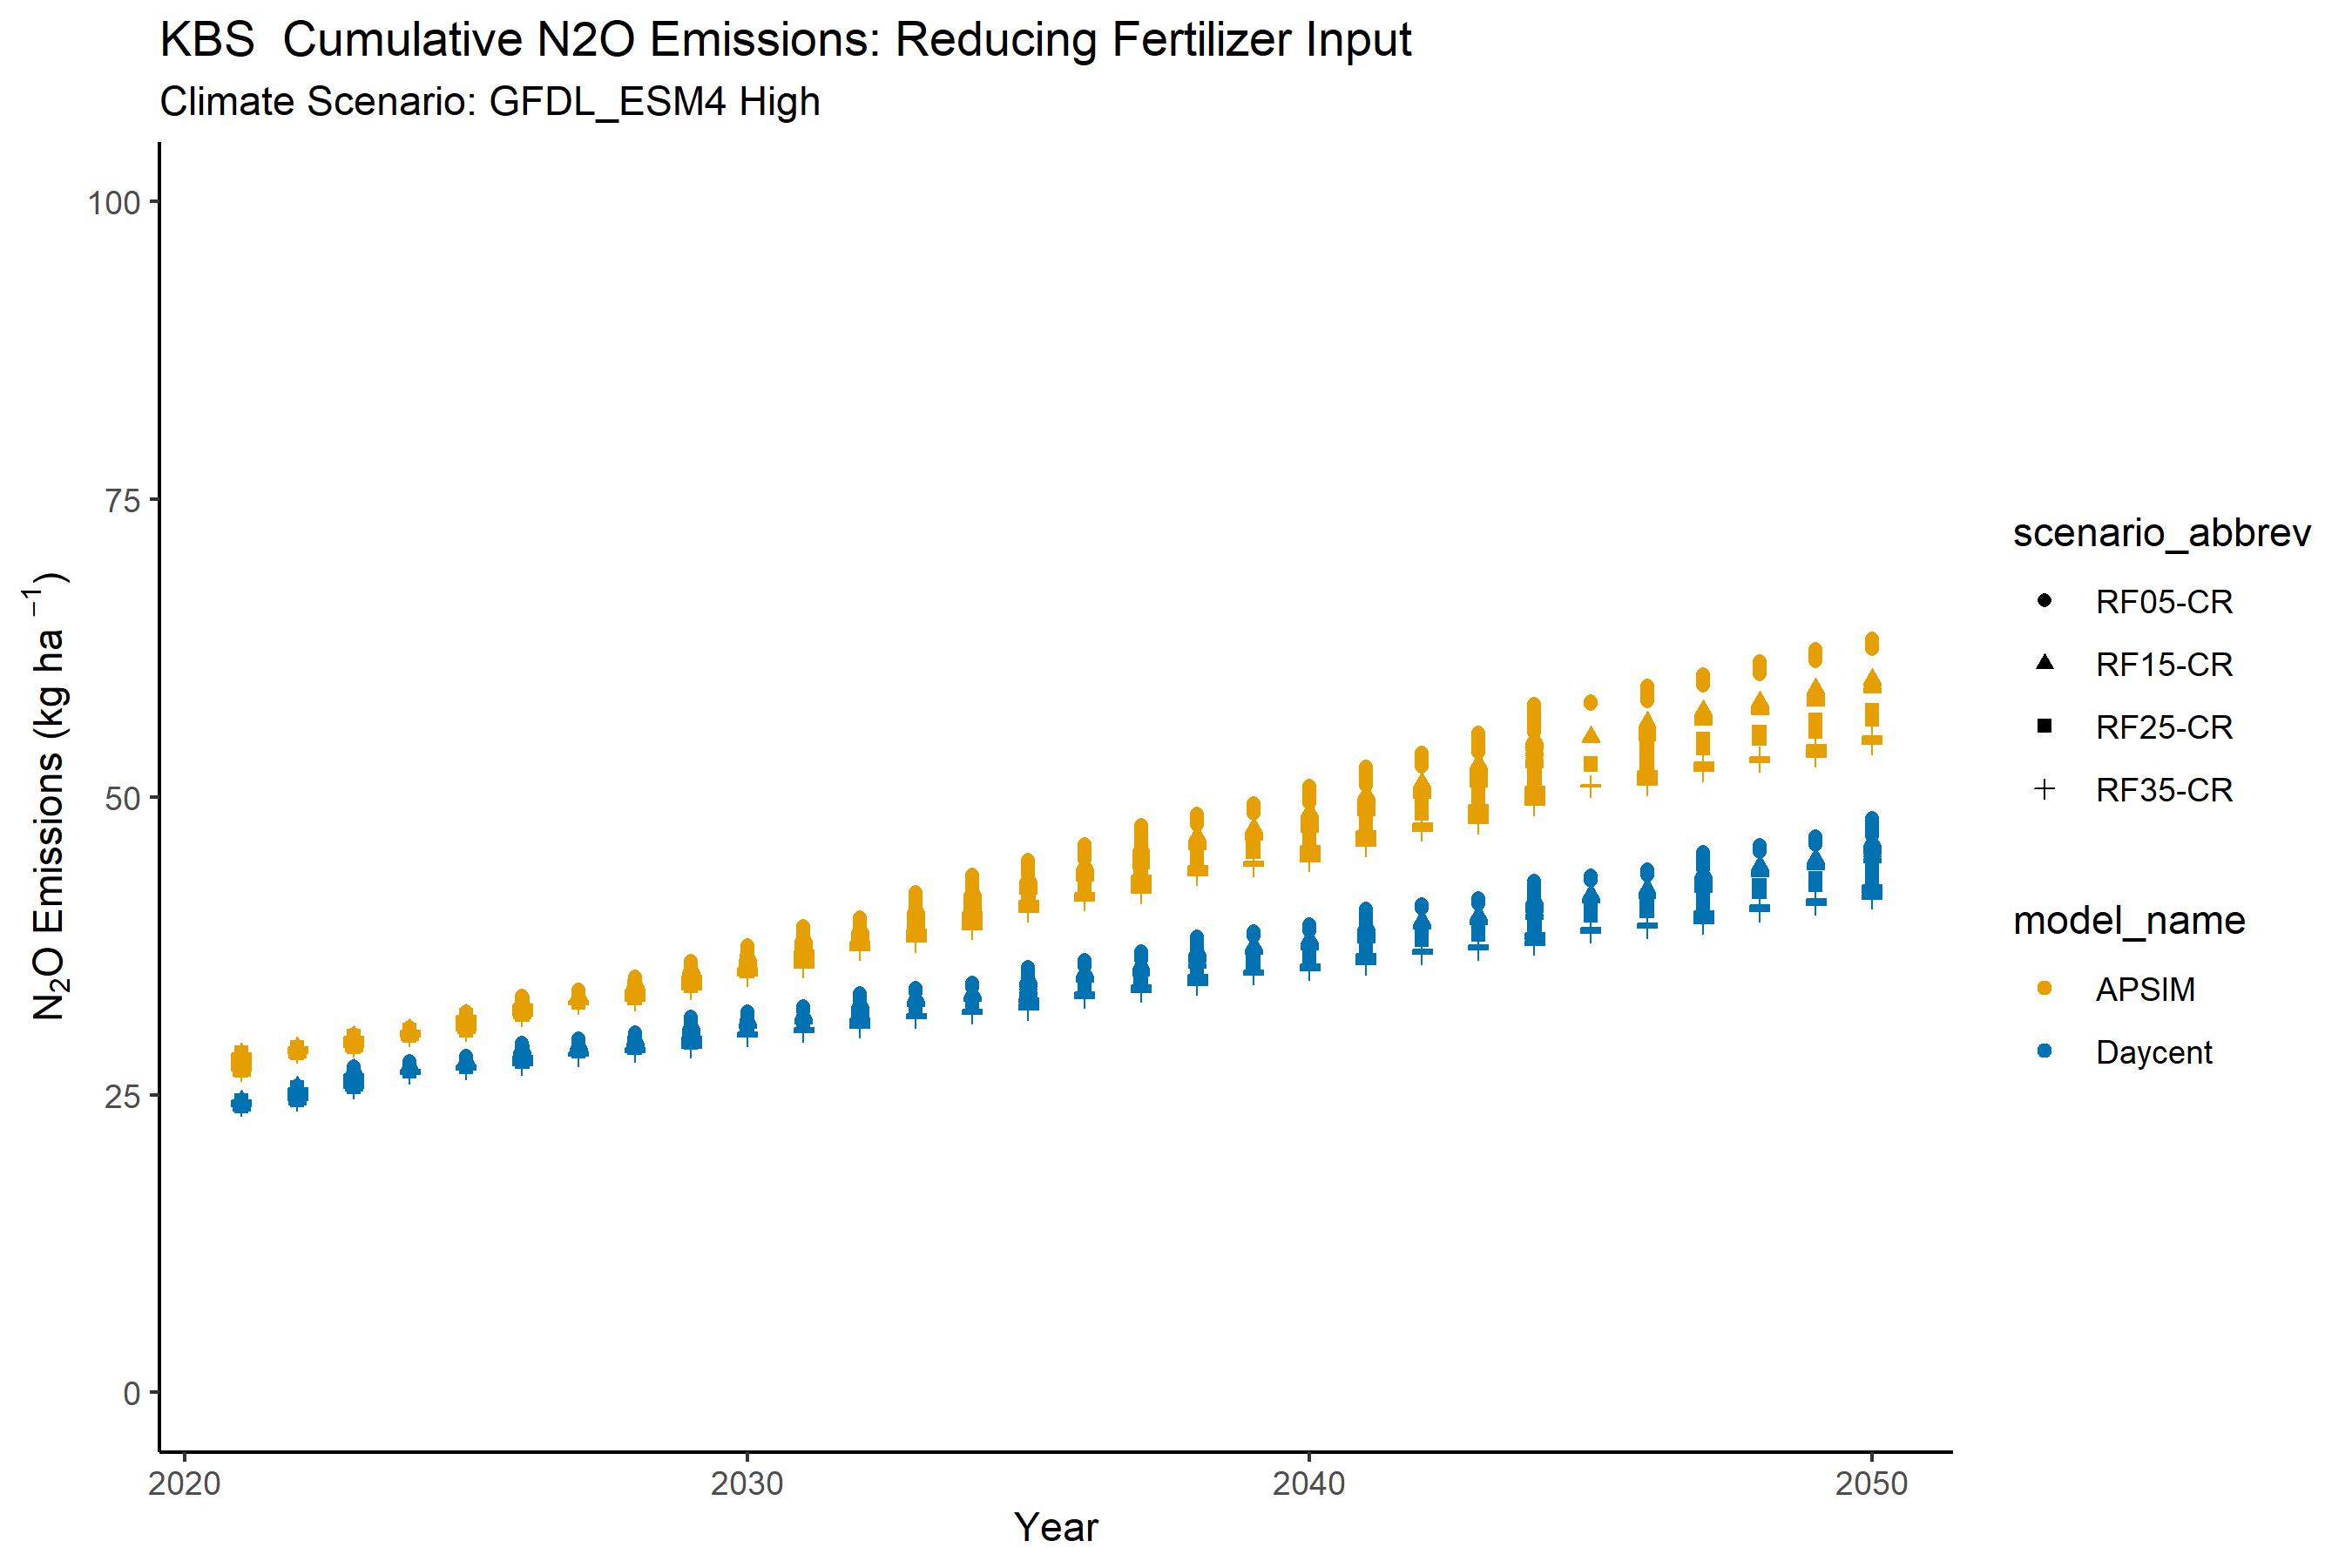 KBS  Cumulative N2O Emissions: Reducing Fertilizer Input
Climate Scenario: GFDL_ESM4 High
N₂O Emissions (kg ha ⁻¹)
100
75
50
25
0
2020
2030
2040
2050
Year
scenario_abbrev
RF05-CR
RF15-CR
RF25-CR
RF35-CR
model_name
APSIM
Daycent